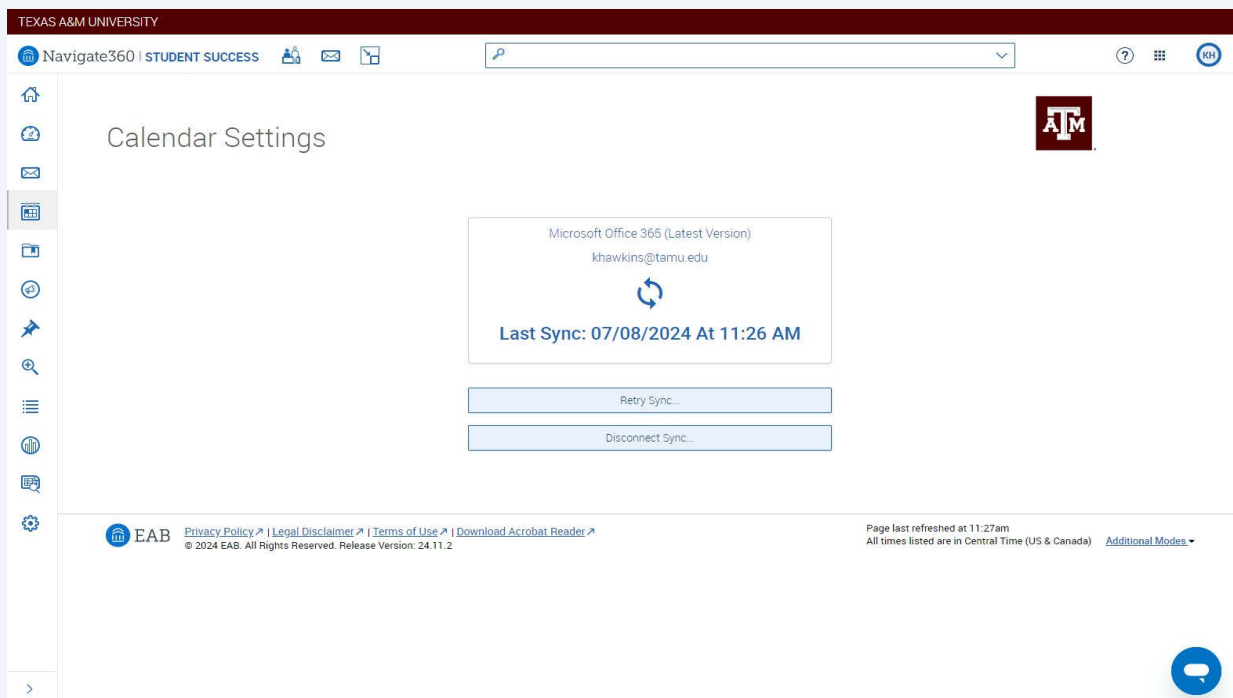 TEXAS A&M UNIVERSITY
Navigate360 | STUDENT SUCCESS
? KH
Calendar Settings
ATM
Microsoft Office 365 (Latest Version)
khawkins@tamu.edu
Last Sync: 07/08/2024 At 11:26 AM
Retry Sync...
Disconnect Sync...
EAB Privacy Policy | Legal Disclaimer | Terms of Use | Download Acrobat Reader
© 2024 EAB. All Rights Reserved. Release Version: 24.11.2
Page last refreshed at 11:27am
All times listed are in Central Time (US & Canada) Additional Modes